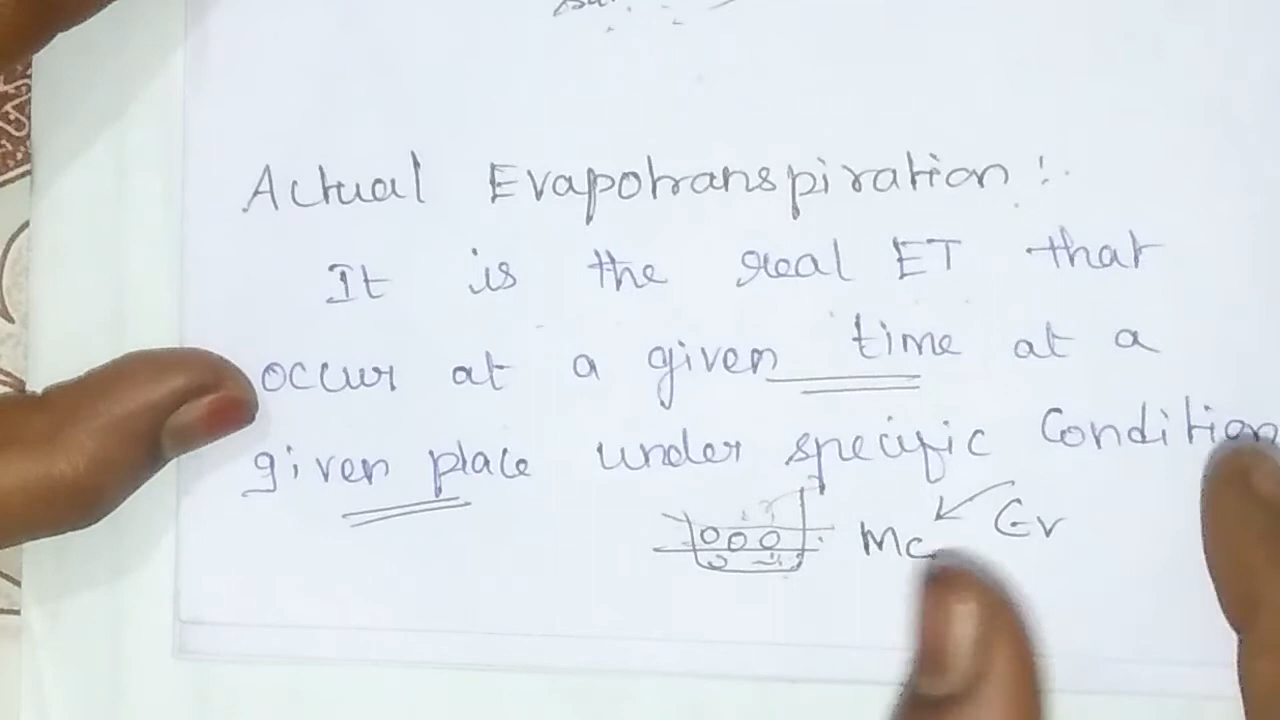 Actual Evapotranspiration :.
It is the real ET that
occur at a given time at a
given place under specific Condition
Mc